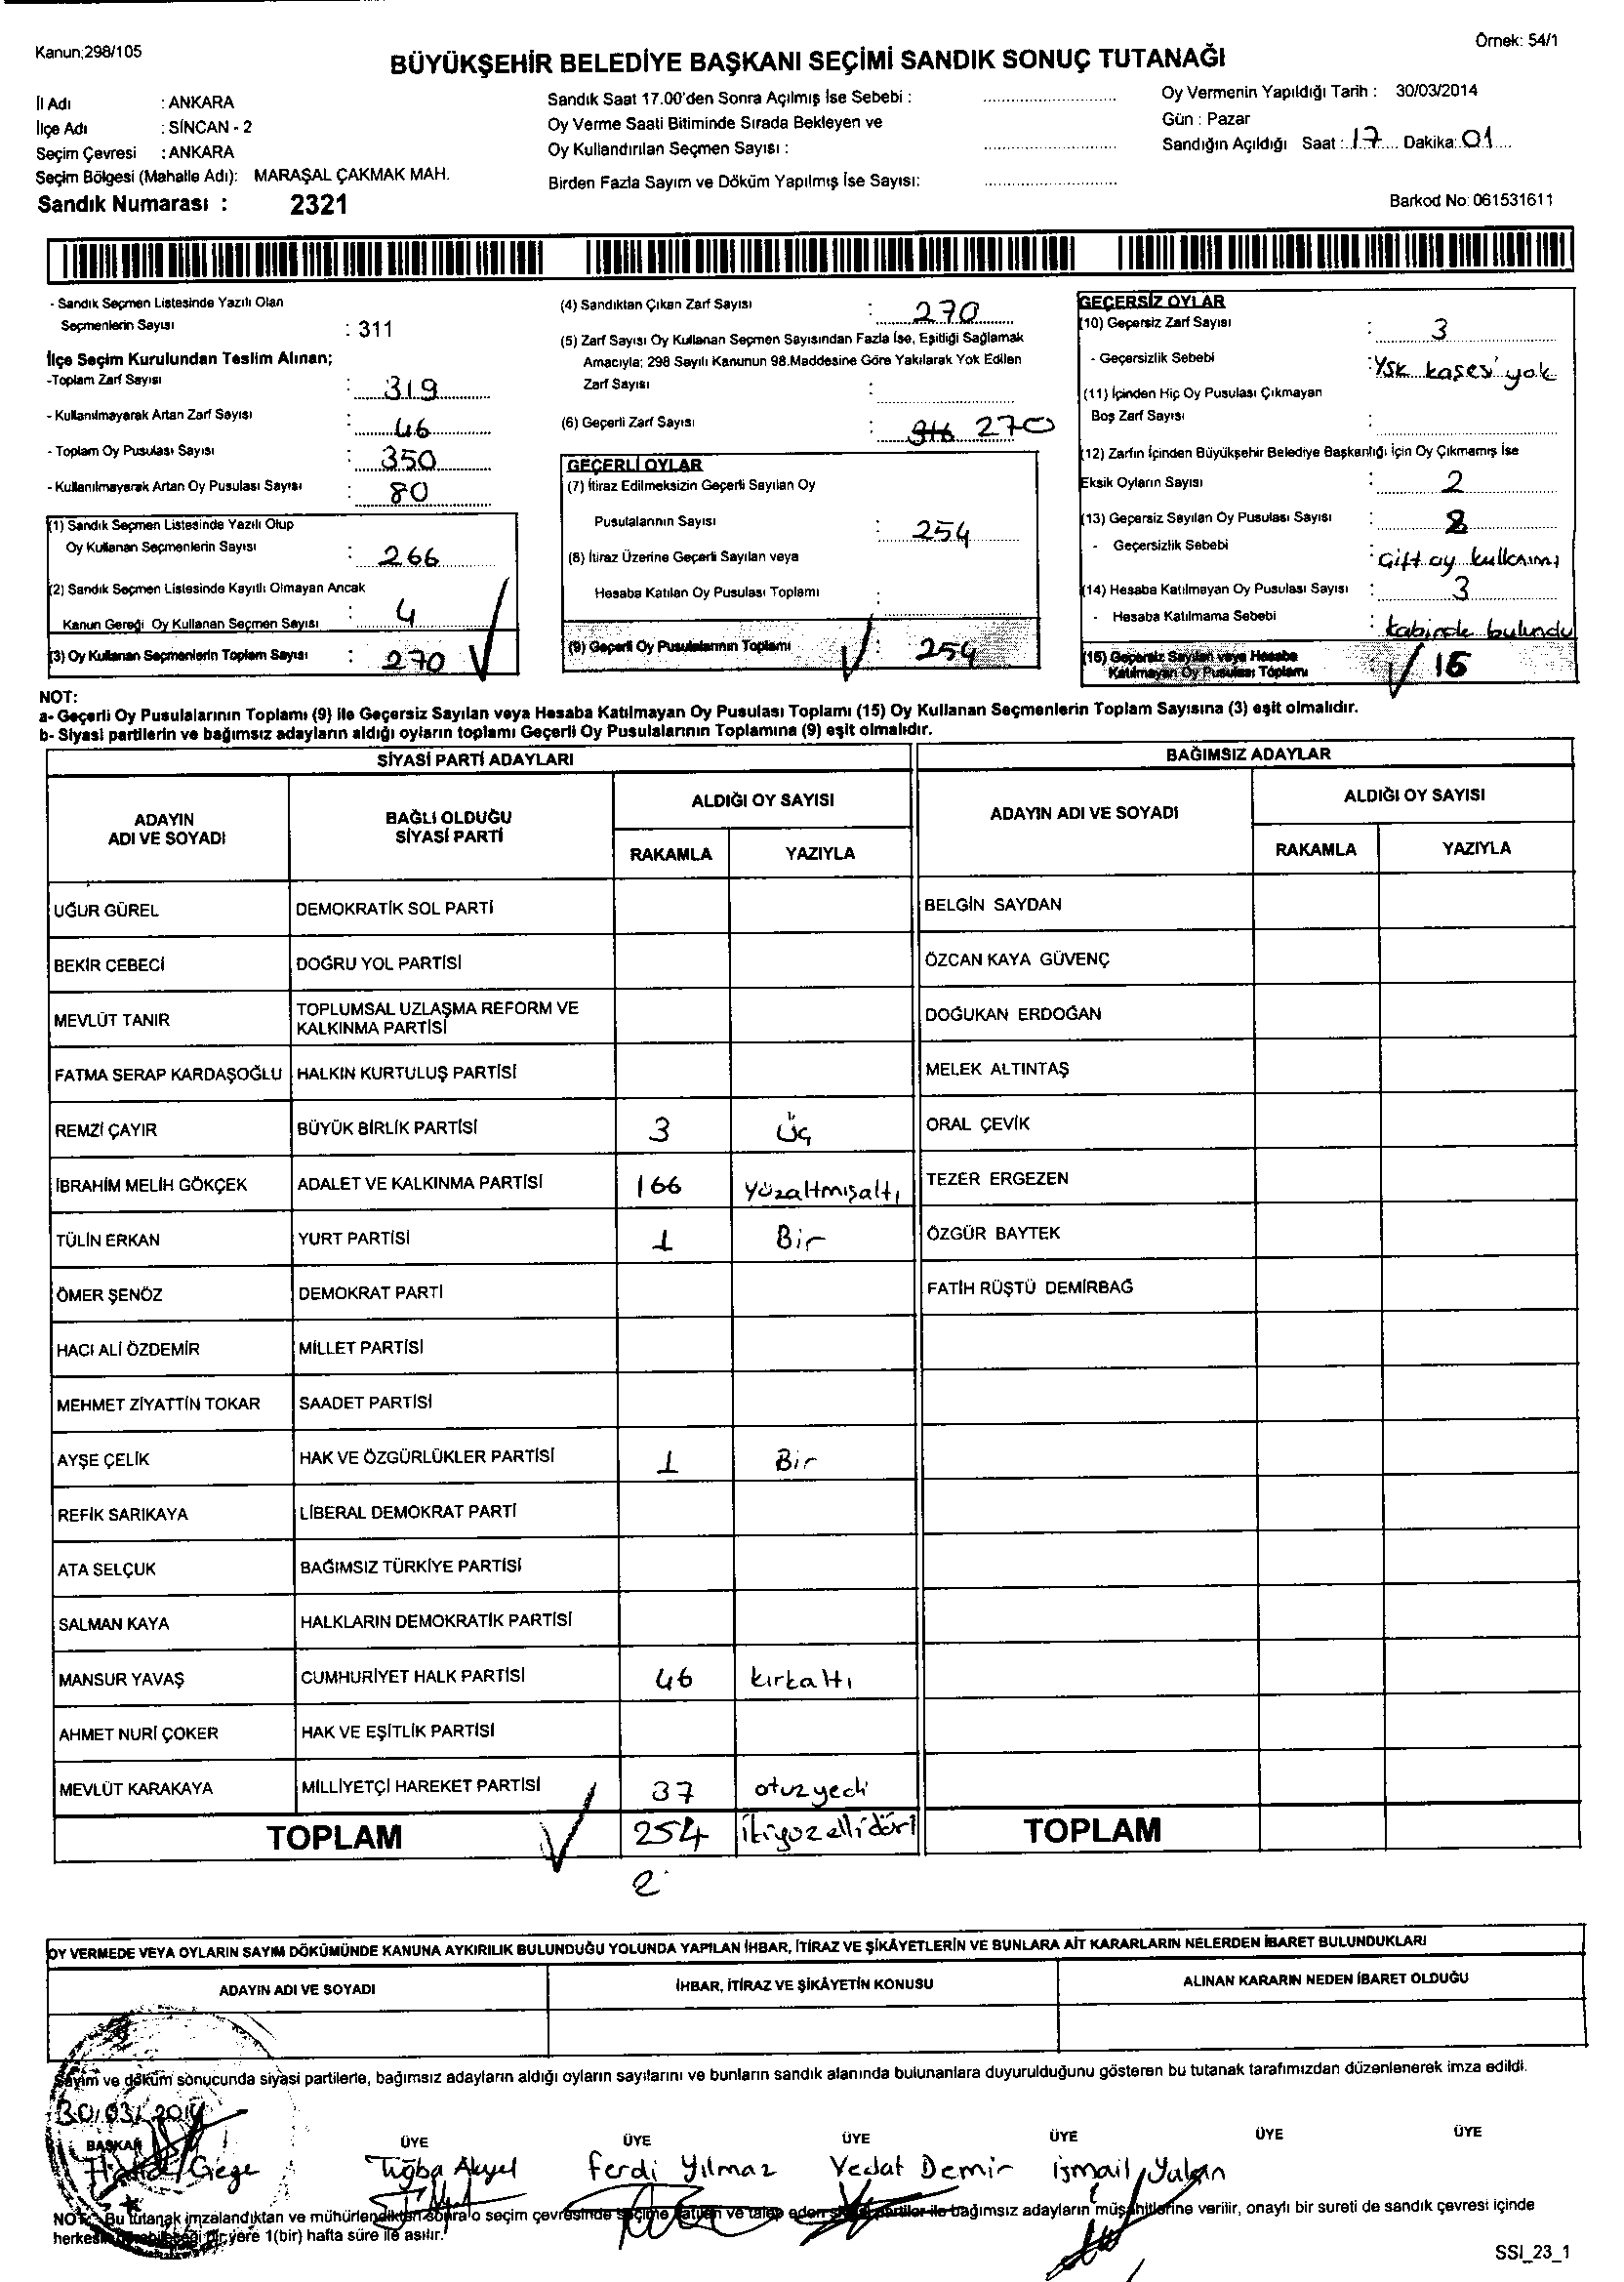 Kanun;298/105
Örnek: 54/1
BÜYÜKŞEHİR BELEDİYE BAŞKANI SEÇİMİ SANDIK SONUÇ TUTANAĞI
İl Adı : ANKARA
İlçe Adı : SİNCAN - 2
Seçim Çevresi : ANKARA
Seçim Bölgesi (Mahalle Adı): MARAŞAL ÇAKMAK MAH.
Sandık Numarası : 2321
Sandık Saat 17.00'den Sonra Açılmış İse Sebebi :
Oy Verme Saati Bitiminde Sırada Bekleyen ve
Oy Kullandırılan Seçmen Sayısı :
Birden Fazla Sayım ve Döküm Yapılmış İse Sayısı:
Oy Vermenin Yapıldığı Tarih : 30/03/2014
Gün : Pazar
Sandığın Açıldığı Saat : 17 Dakika: 01
Barkod No: 061531611
- Sandık Seçmen Listesinde Yazılı Olan
Seçmenlerin Sayısı : 311
İlçe Seçim Kurulundan Teslim Alınan;
-Toplam Zarf Sayısı : 319
- Kullanılmayarak Artan Zarf Sayısı : 46
- Toplam Oy Pusulası Sayısı : 350
- Kullanılmayarak Artan Oy Pusulası Sayısı : 80
(1) Sandık Seçmen Listesinde Yazılı Olup
Oy Kullanan Seçmenlerin Sayısı : 266
(2) Sandık Seçmen Listesinde Kayıtlı Olmayan Ancak
Kanun Gereği Oy Kullanan Seçmen Sayısı : 4
(3) Oy Kullanan Seçmenlerin Toplam Sayısı : 270
(4) Sandıktan Çıkan Zarf Sayısı : 270
(5) Zarf Sayısı Oy Kullanan Seçmen Sayısından Fazla İse, Eşitliği Sağlamak
Amacıyla; 298 Sayılı Kanunun 98.Maddesine Göre Yakılarak Yok Edilen
Zarf Sayısı :
(6) Geçerli Zarf Sayısı : 270
GEÇERLİ OYLAR
(7) İtiraz Edilmeksizin Geçerli Sayılan Oy
Pusulalarının Sayısı : 254
(8) İtiraz Üzerine Geçerli Sayılan veya
Hesaba Katılan Oy Pusulası Toplamı :
(9) Geçerli Oy Pusulalarının Toplamı : 254
GEÇERSİZ OYLAR
(10) Geçersiz Zarf Sayısı : 3
- Geçersizlik Sebebi : YSK kaşesi yok
(11) İçinden Hiç Oy Pusulası Çıkmayan
Boş Zarf Sayısı :
(12) Zarfın İçinden Büyükşehir Belediye Başkanlığı İçin Oy Çıkmamış İse
Eksik Oyların Sayısı : 2
(13) Geçersiz Sayılan Oy Pusulası Sayısı : 8
- Geçersizlik Sebebi : Çift oy kullanımı
(14) Hesaba Katılmayan Oy Pusulası Sayısı : 3
- Hesaba Katılmama Sebebi : kabinde bulundu
(15) Geçersiz Sayılan veya Hesaba
Katılmayan Oy Pusulası Toplamı 16
NOT:
a- Geçerli Oy Pusulalarının Toplamı (9) ile Geçersiz Sayılan veya Hesaba Katılmayan Oy Pusulası Toplamı (15) Oy Kullanan Seçmenlerin Toplam Sayısına (3) eşit olmalıdır.
b- Siyasi partilerin ve bağımsız adayların aldığı oyların toplamı Geçerli Oy Pusulalarının Toplamına (9) eşit olmalıdır.
SİYASİ PARTİ ADAYLARI
BAĞIMSIZ ADAYLAR
ADAYIN ADI VE SOYADI
BAĞLI OLDUĞU SİYASİ PARTİ
ALDIĞI OY SAYISI
RAKAMLA YAZIYLA
ADAYIN ADI VE SOYADI
ALDIĞI OY SAYISI
RAKAMLA YAZIYLA
UĞUR GÜREL DEMOKRATİK SOL PARTİ BELGİN SAYDAN
BEKİR CEBECİ DOĞRU YOL PARTİSİ ÖZCAN KAYA GÜVENÇ
MEVLÜT TANIR TOPLUMSAL UZLAŞMA REFORM VE KALKINMA PARTİSİ DOĞUKAN ERDOĞAN
FATMA SERAP KARDAŞOĞLU HALKIN KURTULUŞ PARTİSİ MELEK ALTINTAŞ
REMZİ ÇAYIR BÜYÜK BİRLİK PARTİSİ 3 Üç ORAL ÇEVİK
İBRAHİM MELİH GÖKÇEK ADALET VE KALKINMA PARTİSİ 166 yüzaltmışaltı TEZER ERGEZEN
TÜLİN ERKAN YURT PARTİSİ 1 Bir ÖZGÜR BAYTEK
ÖMER ŞENÖZ DEMOKRAT PARTİ FATİH RÜŞTÜ DEMİRBAĞ
HACI ALİ ÖZDEMİR MİLLET PARTİSİ
MEHMET ZİYATTİN TOKAR SAADET PARTİSİ
AYŞE ÇELİK HAK VE ÖZGÜRLÜKLER PARTİSİ 1 Bir
REFİK SARIKAYA LİBERAL DEMOKRAT PARTİ
ATA SELÇUK BAĞIMSIZ TÜRKİYE PARTİSİ
SALMAN KAYA HALKLARIN DEMOKRATİK PARTİSİ
MANSUR YAVAŞ CUMHURİYET HALK PARTİSİ 46 kırkaltı
AHMET NURİ ÇOKER HAK VE EŞİTLİK PARTİSİ
MEVLÜT KARAKAYA MİLLİYETÇİ HAREKET PARTİSİ 37 otuzyedi
TOPLAM 254 ikiyüzellidört TOPLAM
OY VERMEDE VEYA OYLARIN SAYIM DÖKÜMÜNDE KANUNA AYKIRILIK BULUNDUĞU YOLUNDA YAPILAN İHBAR, İTİRAZ VE ŞİKÂYETLERİN VE BUNLARA AİT KARARLARIN NELERDEN İBARET BULUNDUKLARI
ADAYIN ADI VE SOYADI İHBAR, İTİRAZ VE ŞİKÂYETİN KONUSU ALINAN KARARIN NEDEN İBARET OLDUĞU
Sayım ve döküm sonucunda siyasi partilerle, bağımsız adayların aldığı oyların sayılarını ve bunların sandık alanında bulunanlara duyurulduğunu gösteren bu tutanak tarafımızdan düzenlenerek imza edildi.
30/03/2014
BAŞKAN ÜYE ÜYE ÜYE ÜYE ÜYE ÜYE
Tuğba Akyel Ferdi Yılmaz Vedat Demir ismail Yalçın
NOT: Bu tutanak imzalandıktan ve mühürlendikten sonra o seçim çevresinde seçime katılan ve talep eden siyasi partiler ile bağımsız adayların müşahitlerine verilir, onaylı bir sureti de sandık çevresi içinde
bir yere 1(bir) hafta süre ile asılır.
SSI_23_1